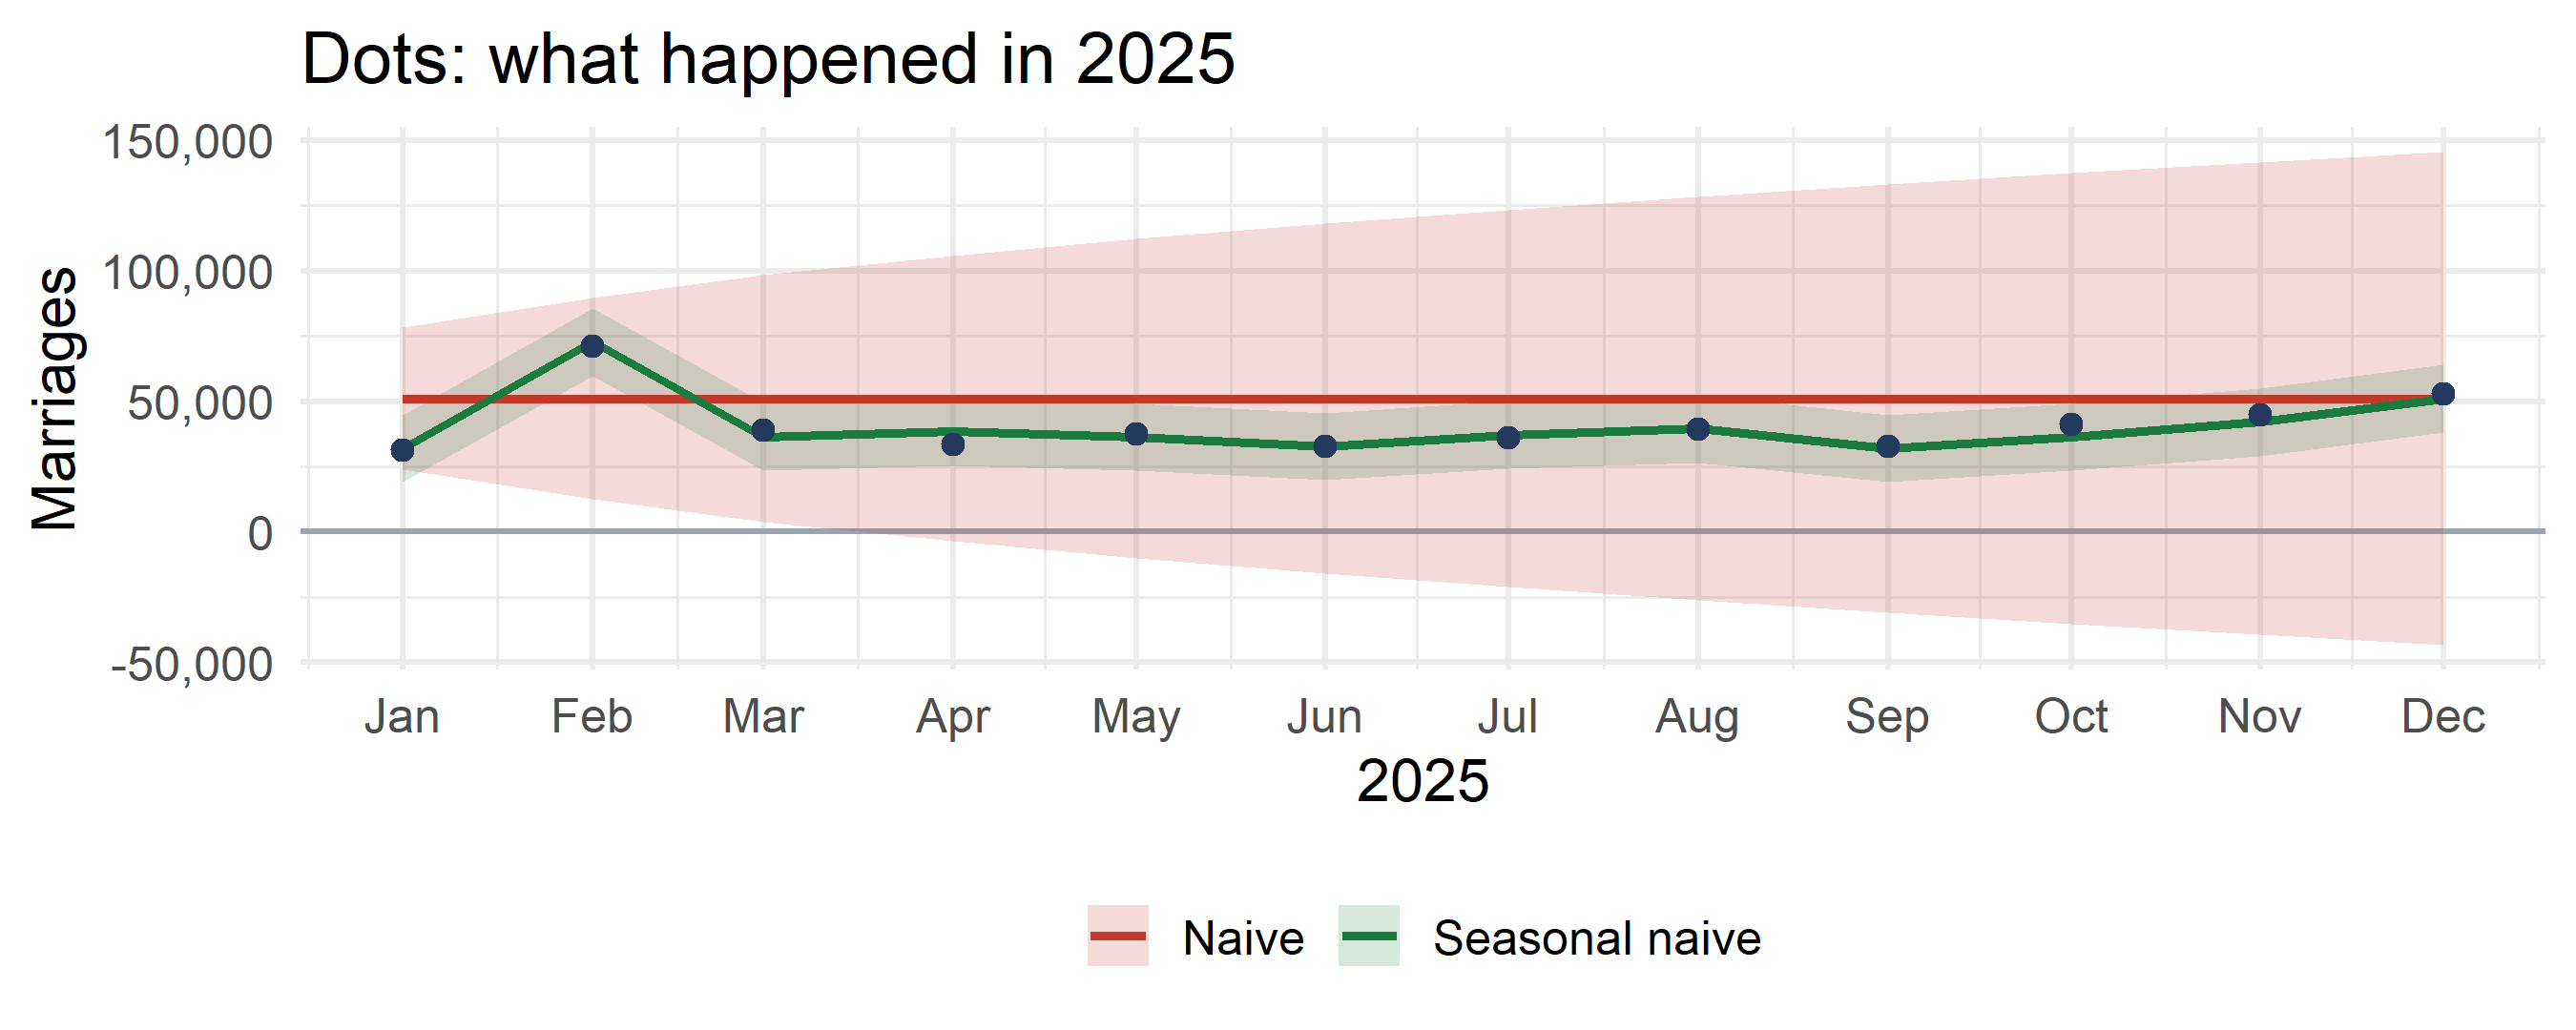 Dots: what happened in 2025
150,000
100,000
50,000
0
-50,000
Marriages
Jan Feb Mar Apr May Jun Jul Aug Sep Oct Nov Dec
2025
Naive Seasonal naive